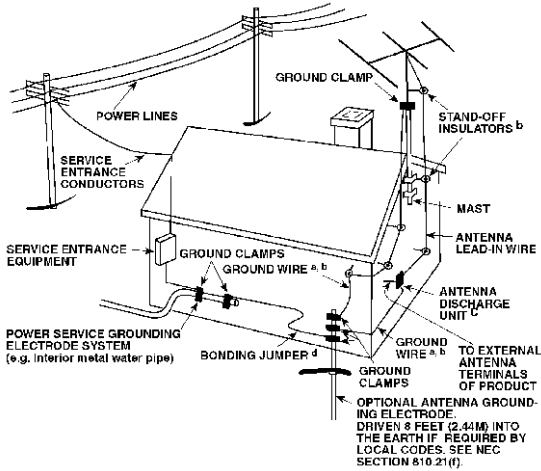 GROUND CLAMP
POWER LINES
STAND-OFF
INSULATORS b
SERVICE
ENTRANCE
CONDUCTORS
MAST
ANTENNA
LEAD-IN WIRE
SERVICE ENTRANCE
EQUIPMENT
GROUND CLAMPS
GROUND WIRE a, b
ANTENNA
DISCHARGE
UNIT C
POWER SERVICE GROUNDING
ELECTRODE SYSTEM
(e.g. Interior metal water pipe)
BONDING JUMPER d
GROUND
WIRE a, b
TO EXTERNAL
ANTENNA
TERMINALS
OF PRODUCT
GROUND
CLAMPS
OPTIONAL ANTENNA GROUND-
ING ELECTRODE.
DRIVEN 8 FEET (2.44M) INTO
THE EARTH IF REQUIRED BY
LOCAL CODES. SEE NEC
SECTION 810.21(f).